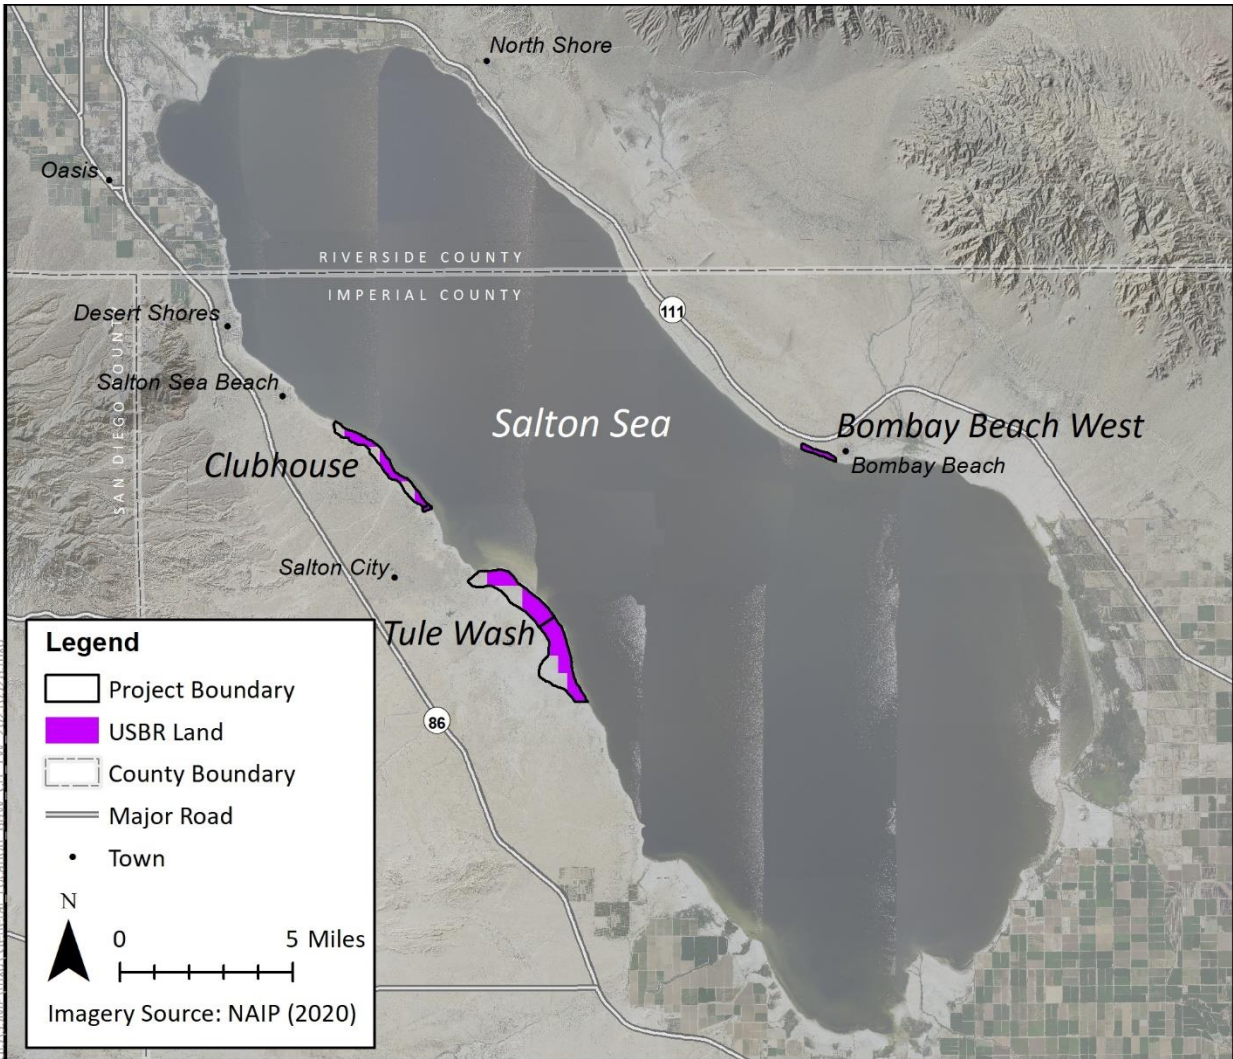 North Shore
Oasis
RIVERSIDE COUNTY
IMPERIAL COUNTY
Desert Shores
111
SAN DIEGO COUNT
Salton Sea Beach
Salton Sea
Bombay Beach West
Clubhouse
Bombay Beach
Salton City
Tule Wash
86
Legend
Project Boundary
USBR Land
County Boundary
Major Road
Town
N
0 5 Miles
Imagery Source: NAIP (2020)